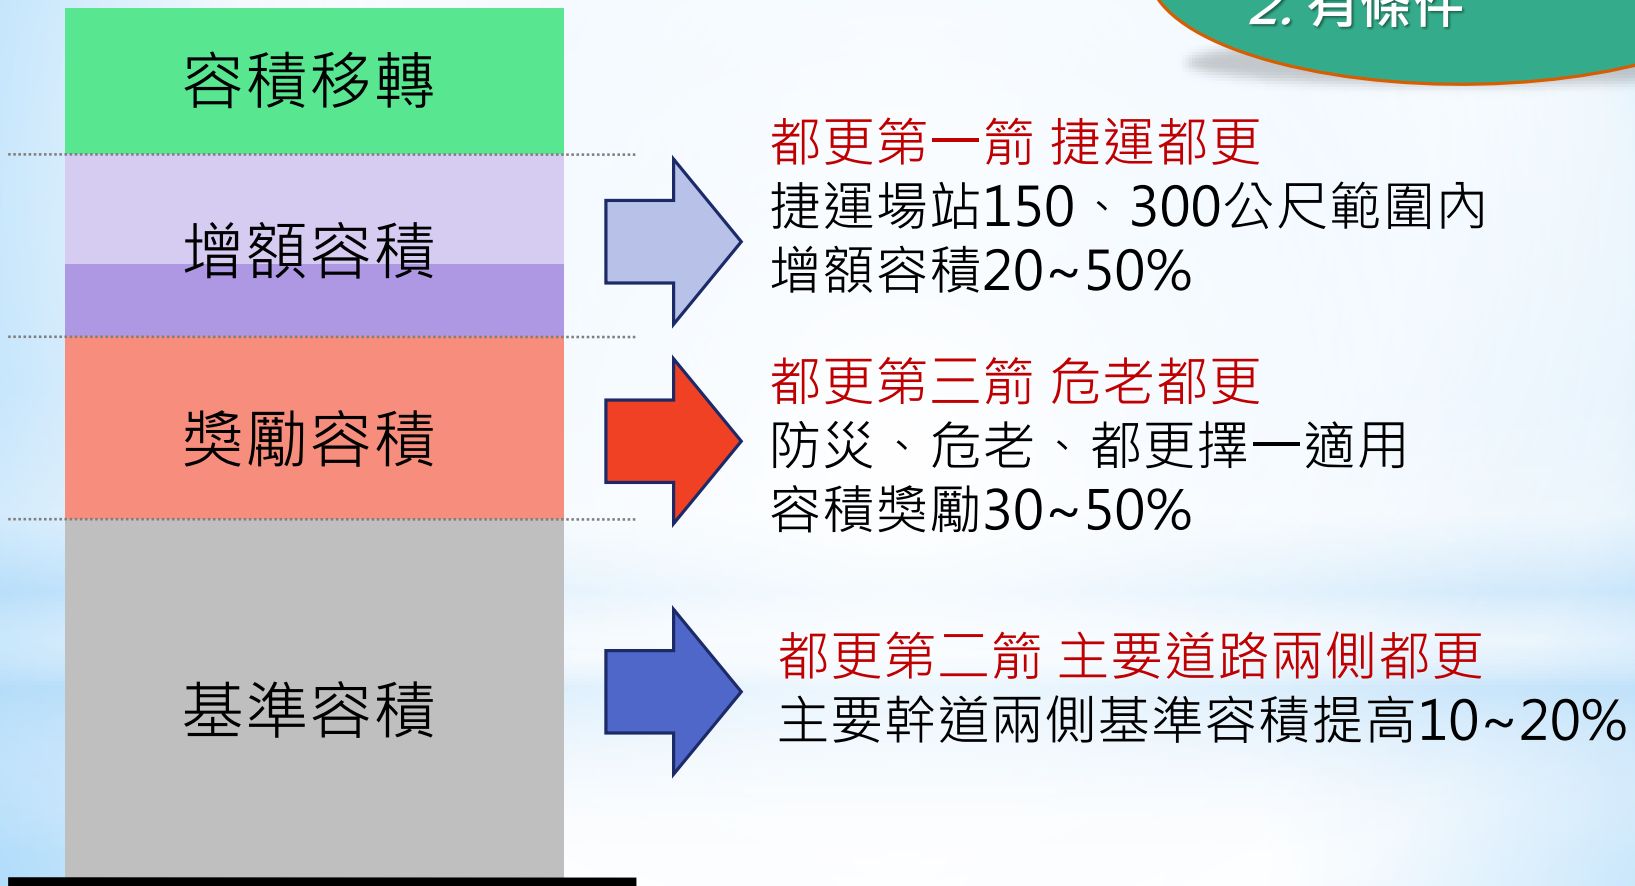 2. 有條件
容積移轉
增額容積
獎勵容積
基準容積
都更第一箭 捷運都更
捷運場站150、300公尺範圍內
增額容積20~50%
都更第三箭 危老都更
防災、危老、都更擇一適用
容積獎勵30~50%
都更第二箭 主要道路兩側都更
主要幹道兩側基準容積提高10~20%